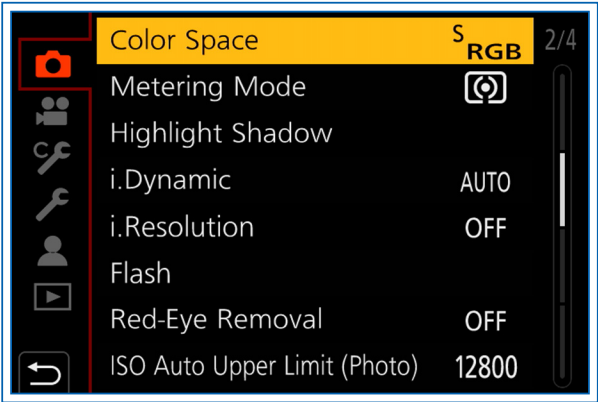 Color Space sRGB 2/4
Metering Mode
Highlight Shadow
i.Dynamic AUTO
i.Resolution OFF
Flash
Red-Eye Removal OFF
ISO Auto Upper Limit (Photo) 12800